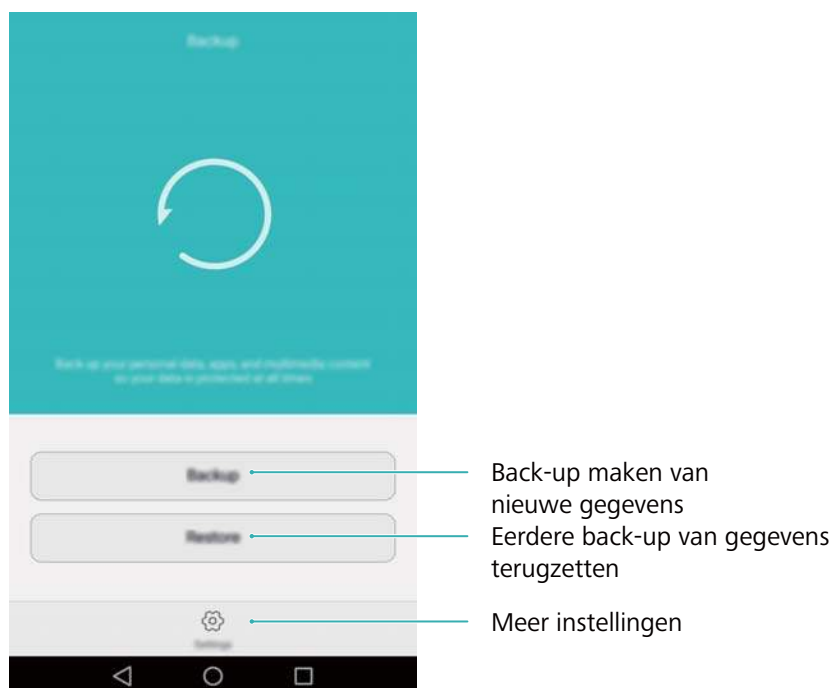 Backup
Back up your personal data, apps, and multimedia content
so your data is protected at all times
Backup
Back-up maken van
nieuwe gegevens
Restore
Eerdere back-up van gegevens
terugzetten
Meer instellingen
Settings